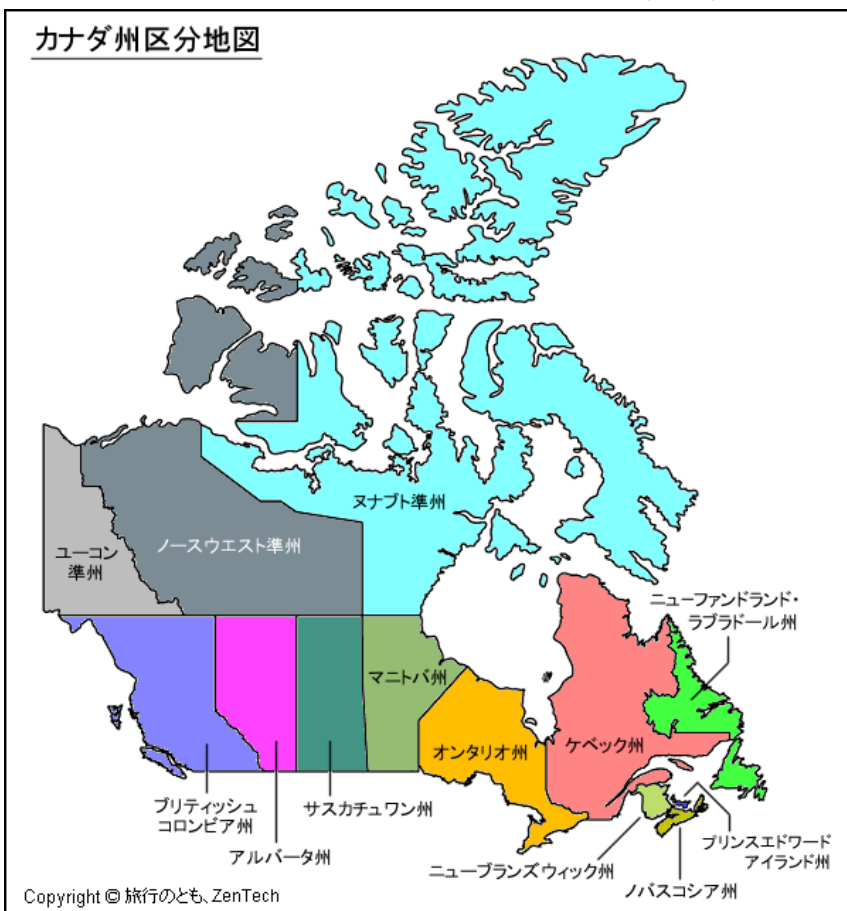 カナダ州区分地図
ヌナブト準州
ノースウエスト準州
ユーコン
準州
ニューファンドランド・
ラブラドール州
マニトバ州
オンタリオ州
ケベック州
ブリティッシュ
コロンビア州
サスカチュワン州
アルバータ州
プリンスエドワード
アイランド州
ニューブランズウィック州
ノバスコシア州
Copyright © 旅行のとも、ZenTech